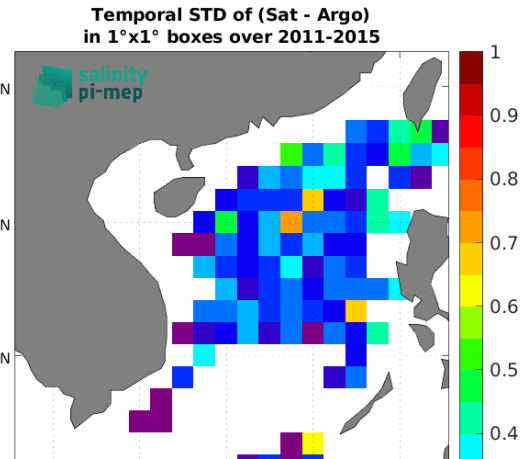 Temporal STD of (Sat - Argo)
in 1°x1° boxes over 2011-2015
salinity
pi-mep
N
N
N
1
0.9
0.8
0.7
0.6
0.5
0.4